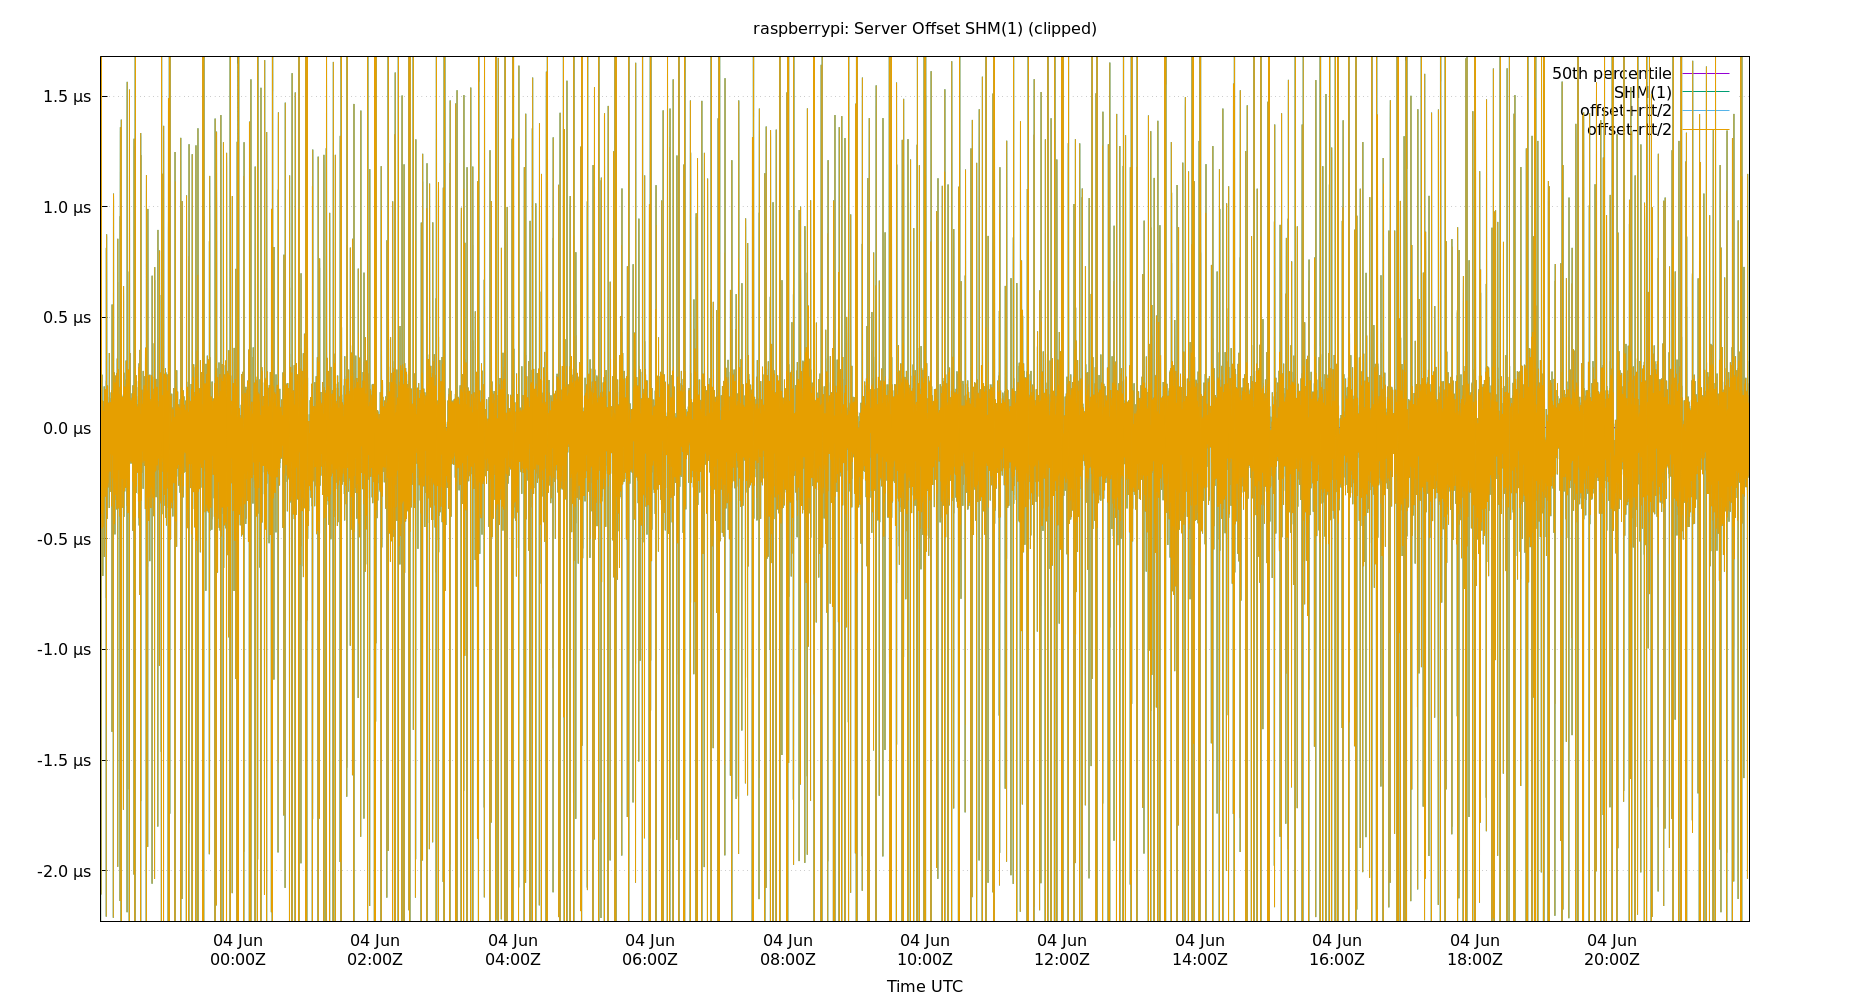 raspberrypi: Server Offset SHM(1) (clipped)
50th percentile
SHM(1)
offset+rtt/2
offset-rtt/2
1.5 µs
1.0 µs
0.5 µs
0.0 µs
-0.5 µs
-1.0 µs
-1.5 µs
-2.0 µs
04 Jun 04 Jun 04 Jun 04 Jun 04 Jun 04 Jun 04 Jun 04 Jun 04 Jun 04 Jun 04 Jun
00:00Z 02:00Z 04:00Z 06:00Z 08:00Z 10:00Z 12:00Z 14:00Z 16:00Z 18:00Z 20:00Z
Time UTC